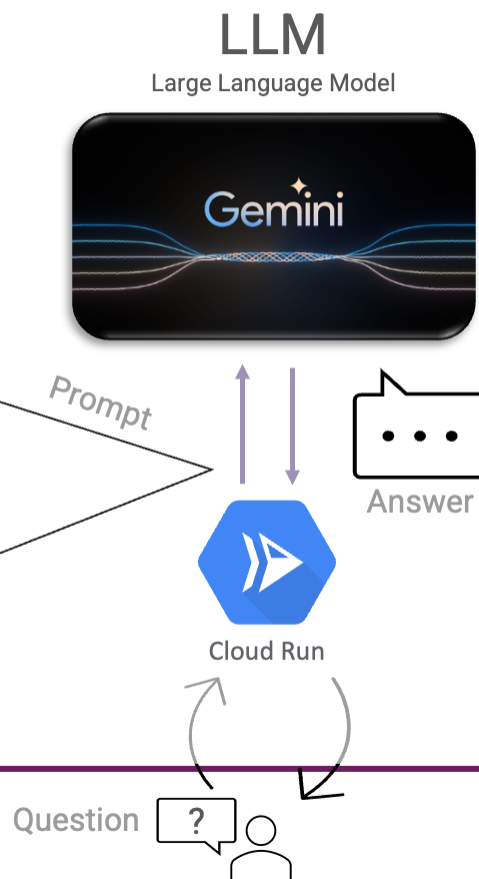 LLM
Large Language Model
Gemini
Prompt
Answer
Cloud Run
Question
?